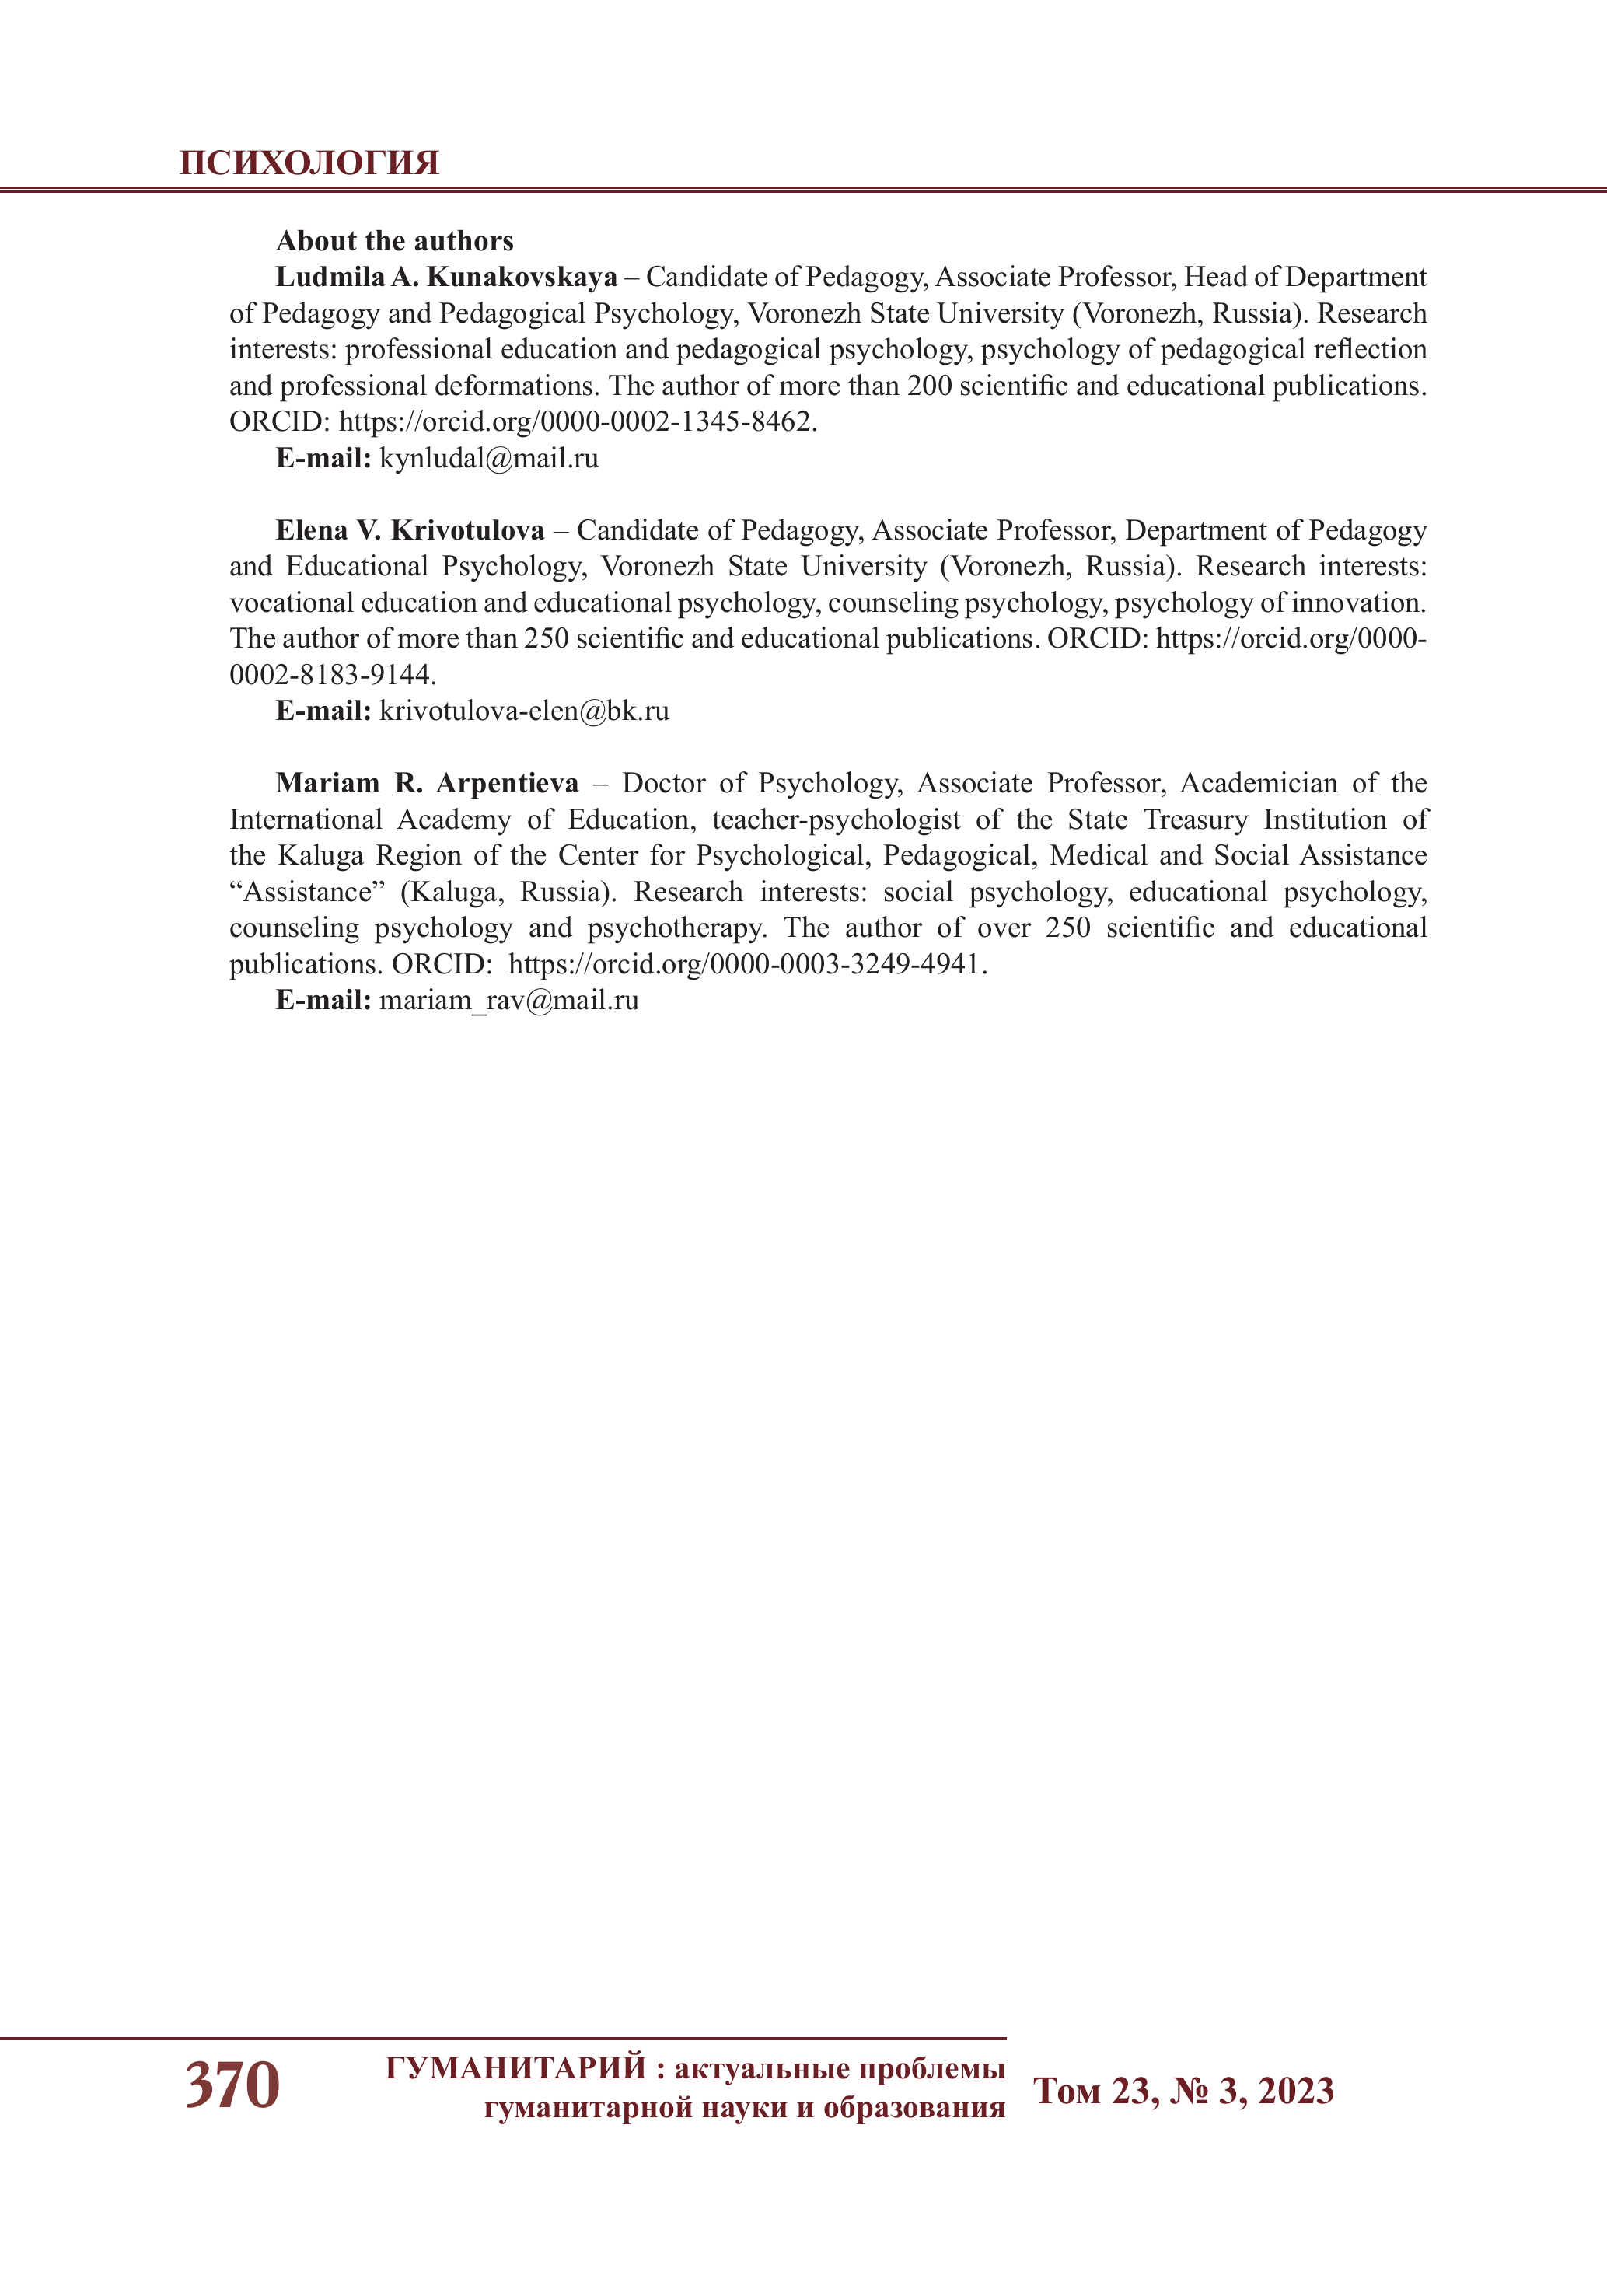 ПСИХОЛОГИЯ
About the authors
Ludmila A. Kunakovskaya – Candidate of Pedagogy, Associate Professor, Head of Department
of Pedagogy and Pedagogical Psychology, Voronezh State University (Voronezh, Russia). Research
interests: professional education and pedagogical psychology, psychology of pedagogical reflection
and professional deformations. The author of more than 200 scientific and educational publications.
ORCID: https://orcid.org/0000-0002-1345-8462.
E-mail: kynludal@mail.ru
Elena V. Krivotulova – Candidate of Pedagogy, Associate Professor, Department of Pedagogy
and Educational Psychology, Voronezh State University (Voronezh, Russia). Research interests:
vocational education and educational psychology, counseling psychology, psychology of innovation.
The author of more than 250 scientific and educational publications. ORCID: https://orcid.org/0000-
0002-8183-9144.
E-mail: krivotulova-elen@bk.ru
Mariam R. Arpentieva – Doctor of Psychology, Associate Professor, Academician of the
International Academy of Education, teacher-psychologist of the State Treasury Institution of
the Kaluga Region of the Center for Psychological, Pedagogical, Medical and Social Assistance
“Assistance” (Kaluga, Russia). Research interests: social psychology, educational psychology,
counseling psychology and psychotherapy. The author of over 250 scientific and educational
publications. ORCID: https://orcid.org/0000-0003-3249-4941.
E-mail: mariam_rav@mail.ru
370
ГУМАНИТАРИЙ : актуальные проблемы
гуманитарной науки и образования
Том 23, № 3, 2023